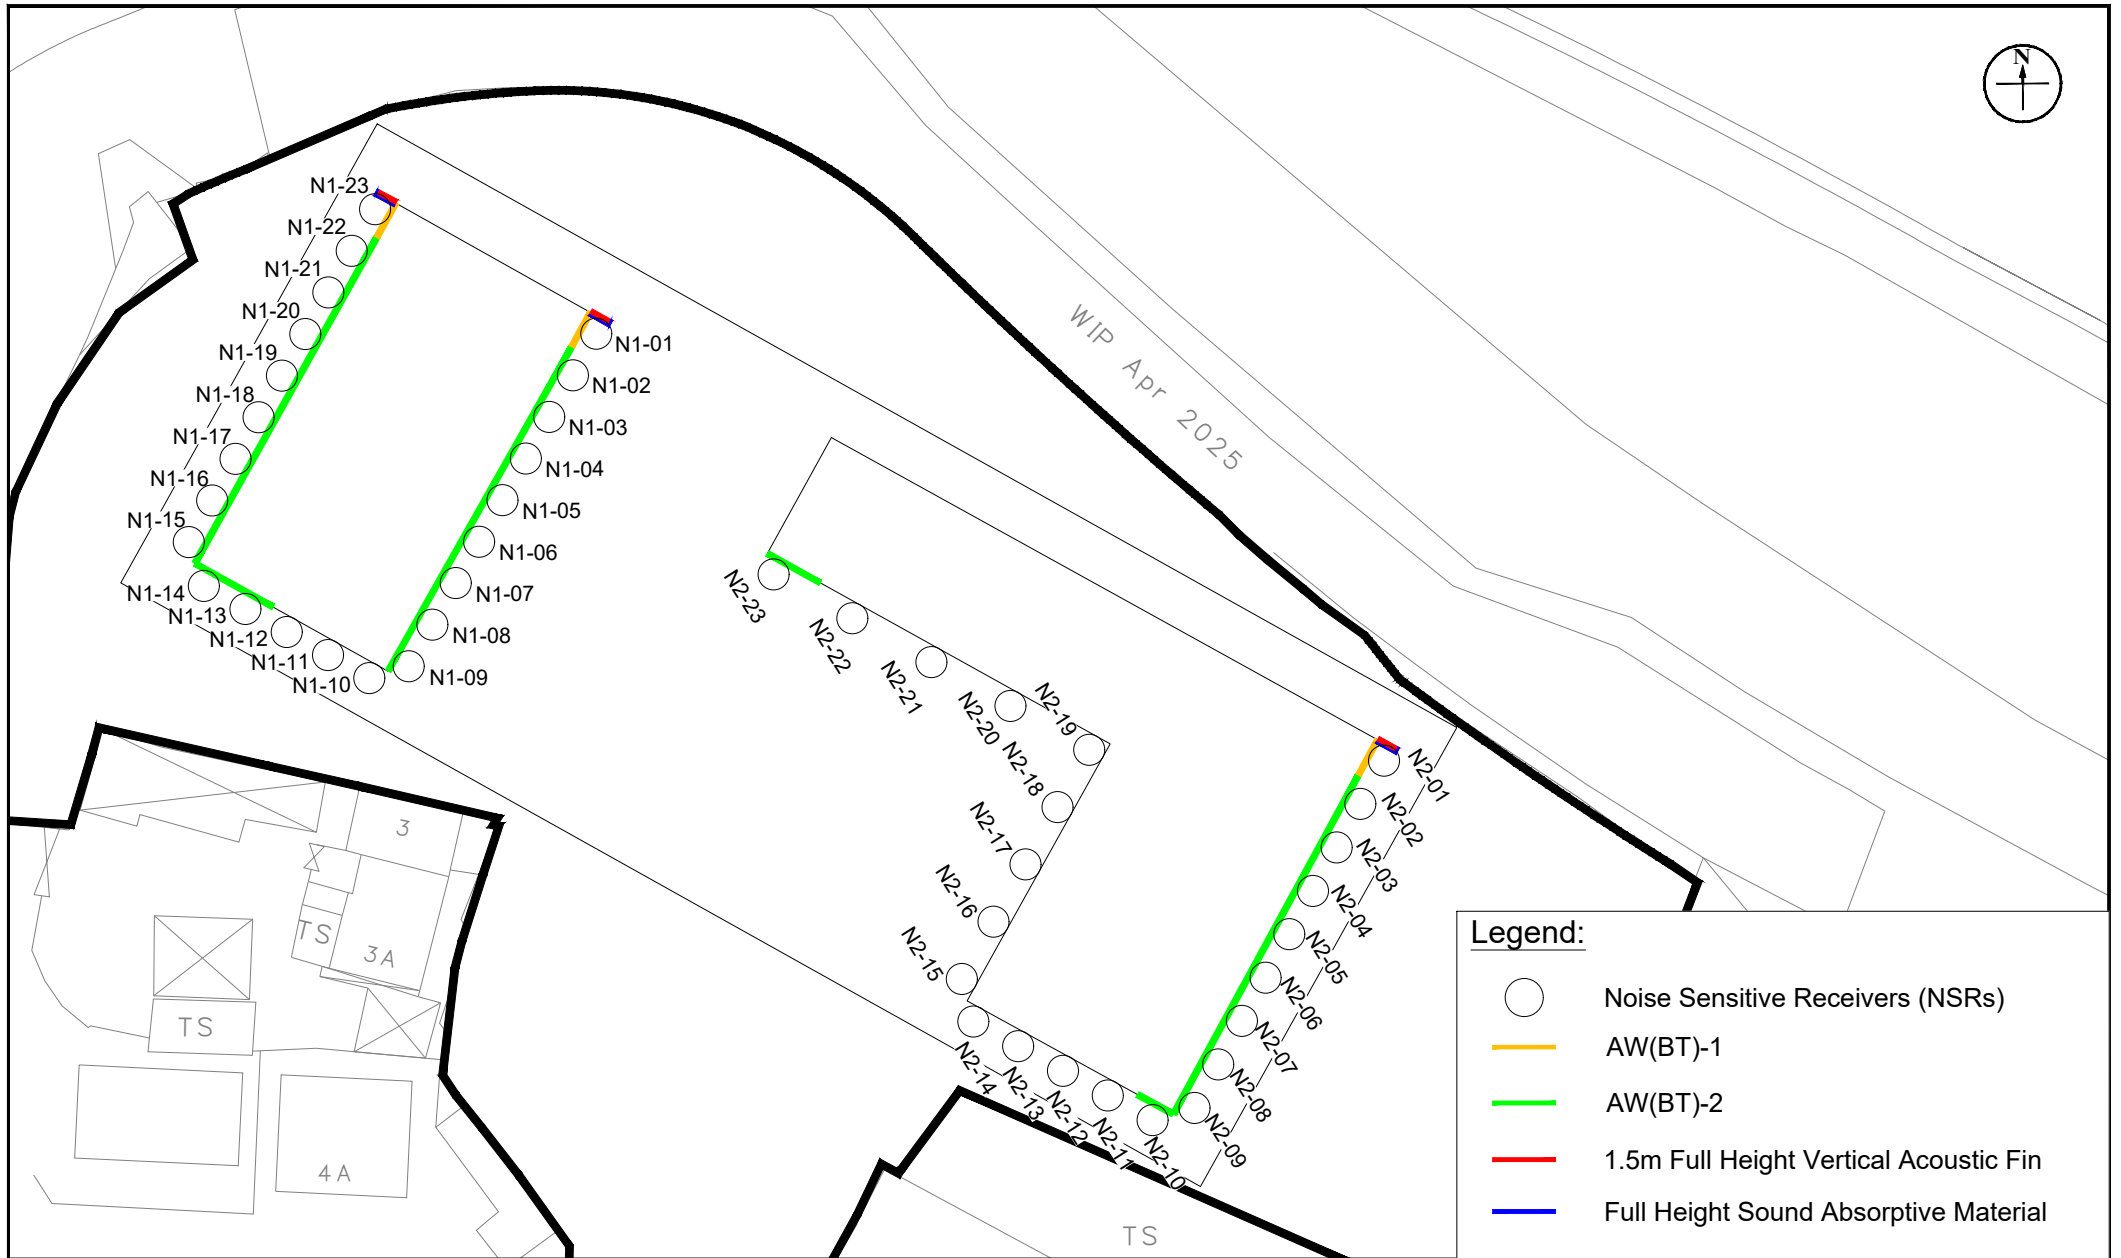 N
N1-23
N1-22
N1-21
N1-20
N1-19
N1-18
N1-17
N1-16
N1-15
N1-14
N1-13
N1-12
N1-11
N1-10
N1-01
N1-02
N1-03
N1-04
N1-05
N1-06
N1-07
N1-08
N1-09
WIP Apr 2025
N2-23
N2-22
N2-21
N2-20
N2-19
N2-18
N2-17
N2-16
N2-15
N2-14
N2-13
N2-12
N2-11
N2-10
N2-01
N2-02
N2-03
N2-04
N2-05
N2-06
N2-07
N2-08
N2-09
3
TS
3A
TS
4A
TS
Legend:
Noise Sensitive Receivers (NSRs)
AW(BT)-1
AW(BT)-2
1.5m Full Height Vertical Acoustic Fin
Full Height Sound Absorptive Material